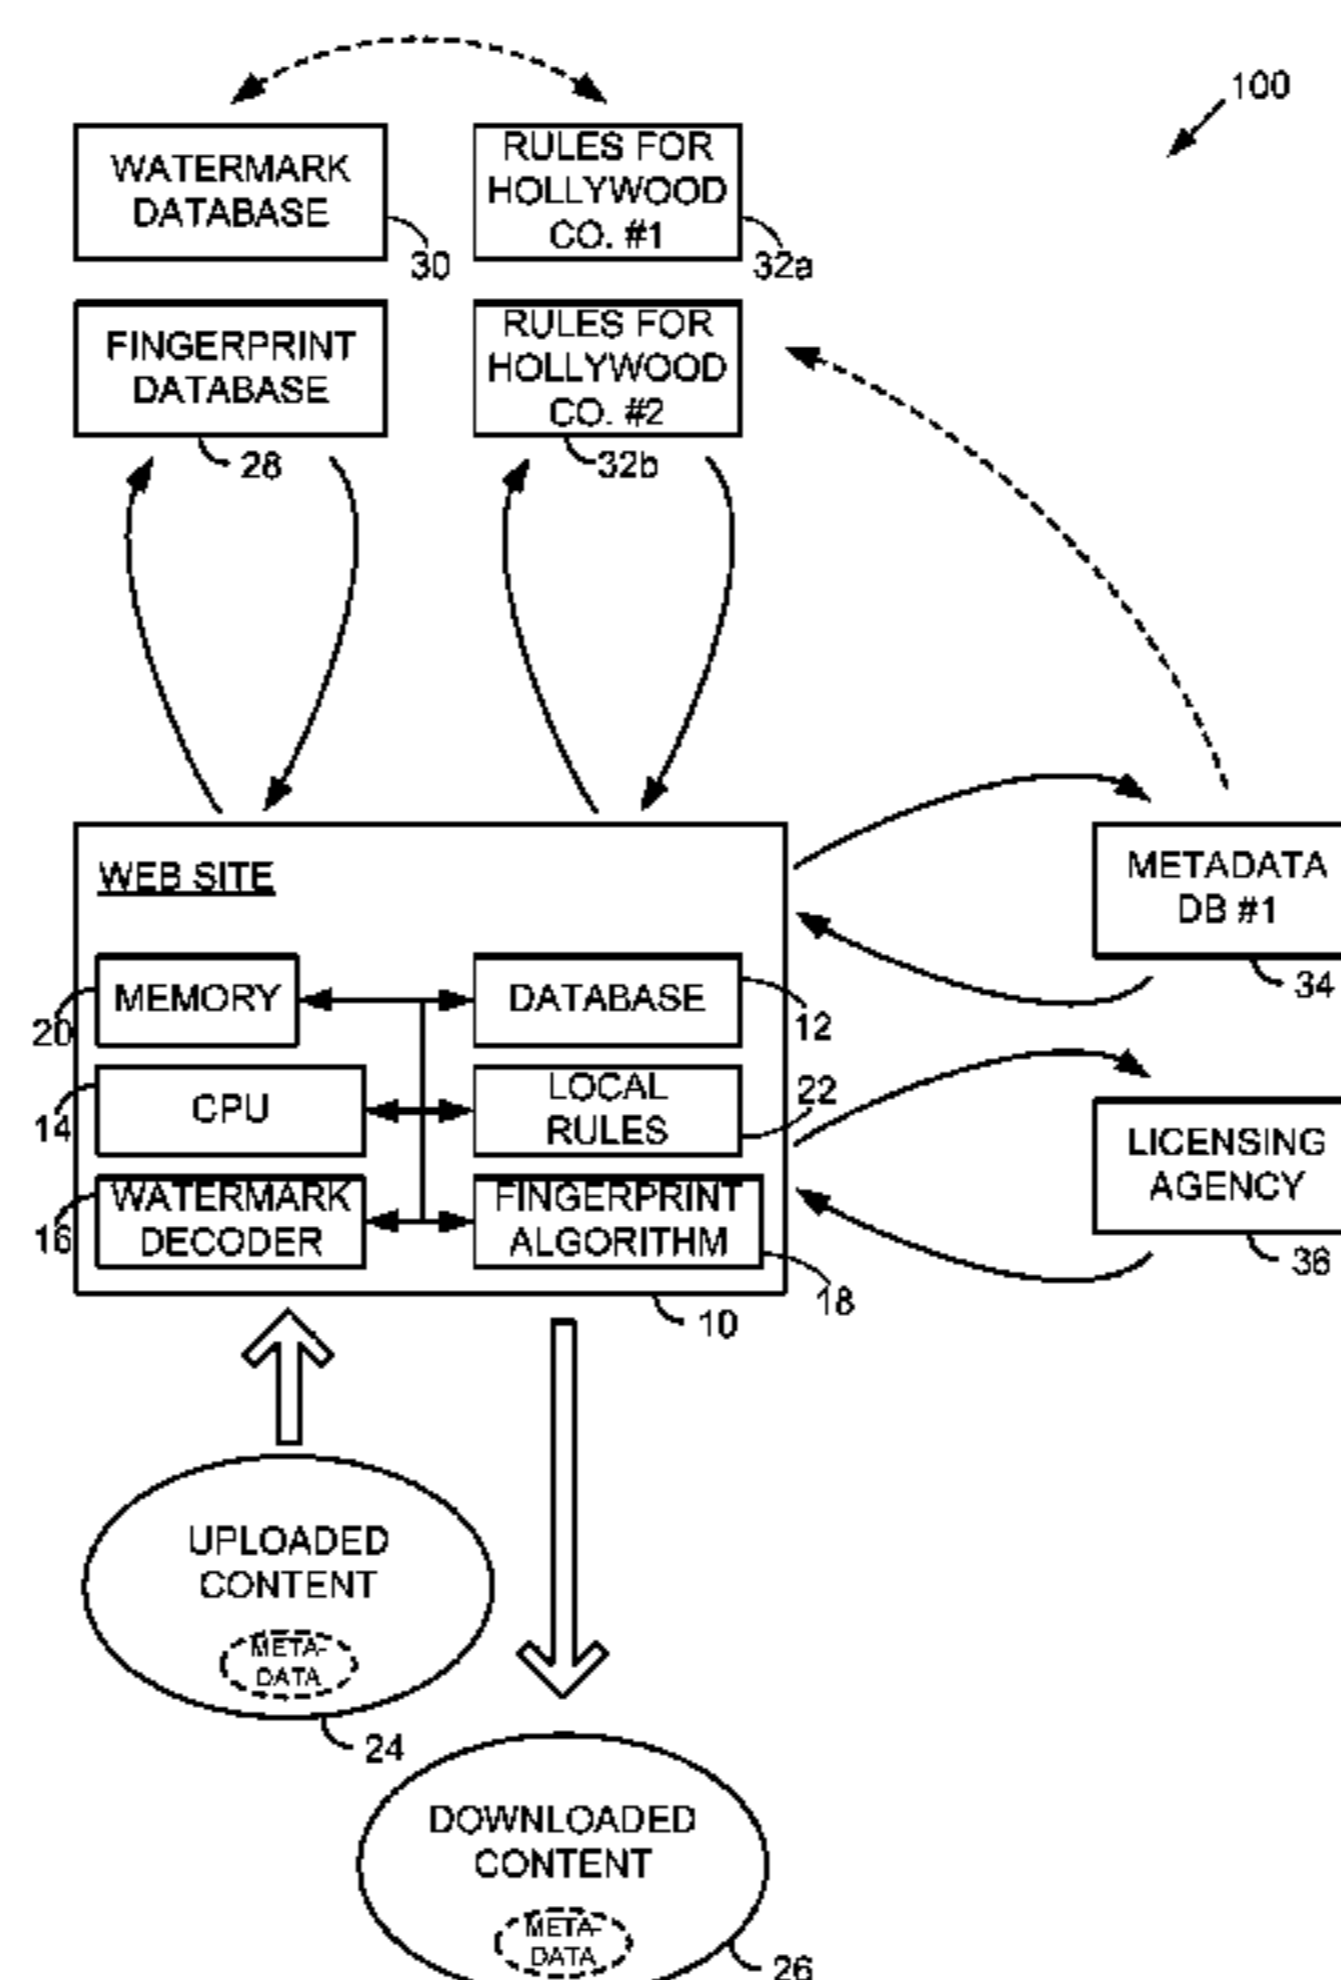 100
WATERMARK
DATABASE
30
RULES FOR
HOLLYWOOD
CO. #1
32a
FINGERPRINT
DATABASE
28
RULES FOR
HOLLYWOOD
CO. #2
32b
WEB SITE
MEMORY
20
DATABASE
12
CPU
14
LOCAL
RULES
22
WATERMARK
DECODER
16
FINGERPRINT
ALGORITHM
18
10
METADATA
DB #1
34
LICENSING
AGENCY
36
UPLOADED
CONTENT
META-
DATA
24
DOWNLOADED
CONTENT
META-
DATA
26